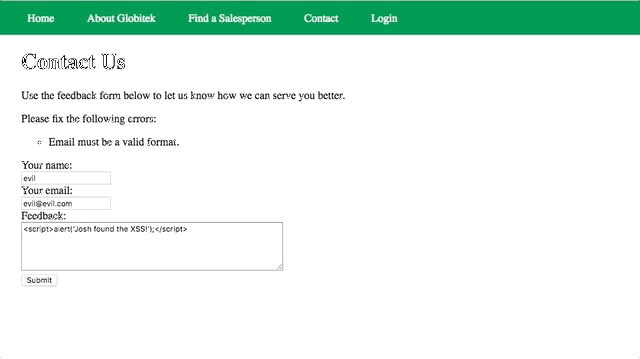 Home About Globitek Find a Salesperson Contact Login
Contact Us
Use the feedback form below to let us know how we can serve you better.
Please fix the following errors:
Email must be a valid format.
Your name:
evil
Your email:
evil@evil.com
Feedback:
<script>alert('Josh found the XSS!');</script>
Submit